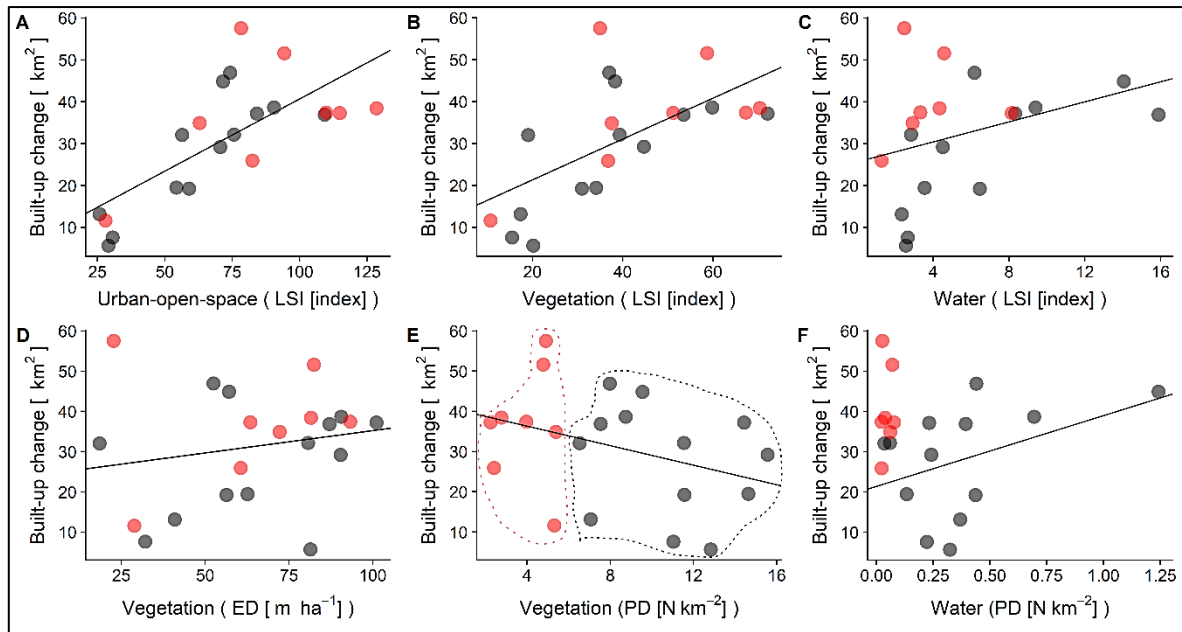 A
B
C
60
50
40
30
20
10
Built-up change [ km²]
25 50 75 100 125
Urban-open-space ( LSI [index] )
60
50
40
30
20
10
Built-up change [ km²]
20 40 60
Vegetation ( LSI [index] )
60
50
40
30
20
10
Built-up change [ km²]
4 8 12 16
Water ( LSI [index] )
D
E
F
60
50
40
30
20
10
Built-up change [ km²]
25 50 75 100
Vegetation ( ED [ m ha⁻¹ )
60
50
40
30
20
10
Built-up change [ km²]
4 8 12 16
Vegetation (PD [N km⁻²)
60
50
40
30
20
10
Built-up change [ km²]
0.00 0.25 0.50 0.75 1.00 1.25
Water (PD [N km⁻²)